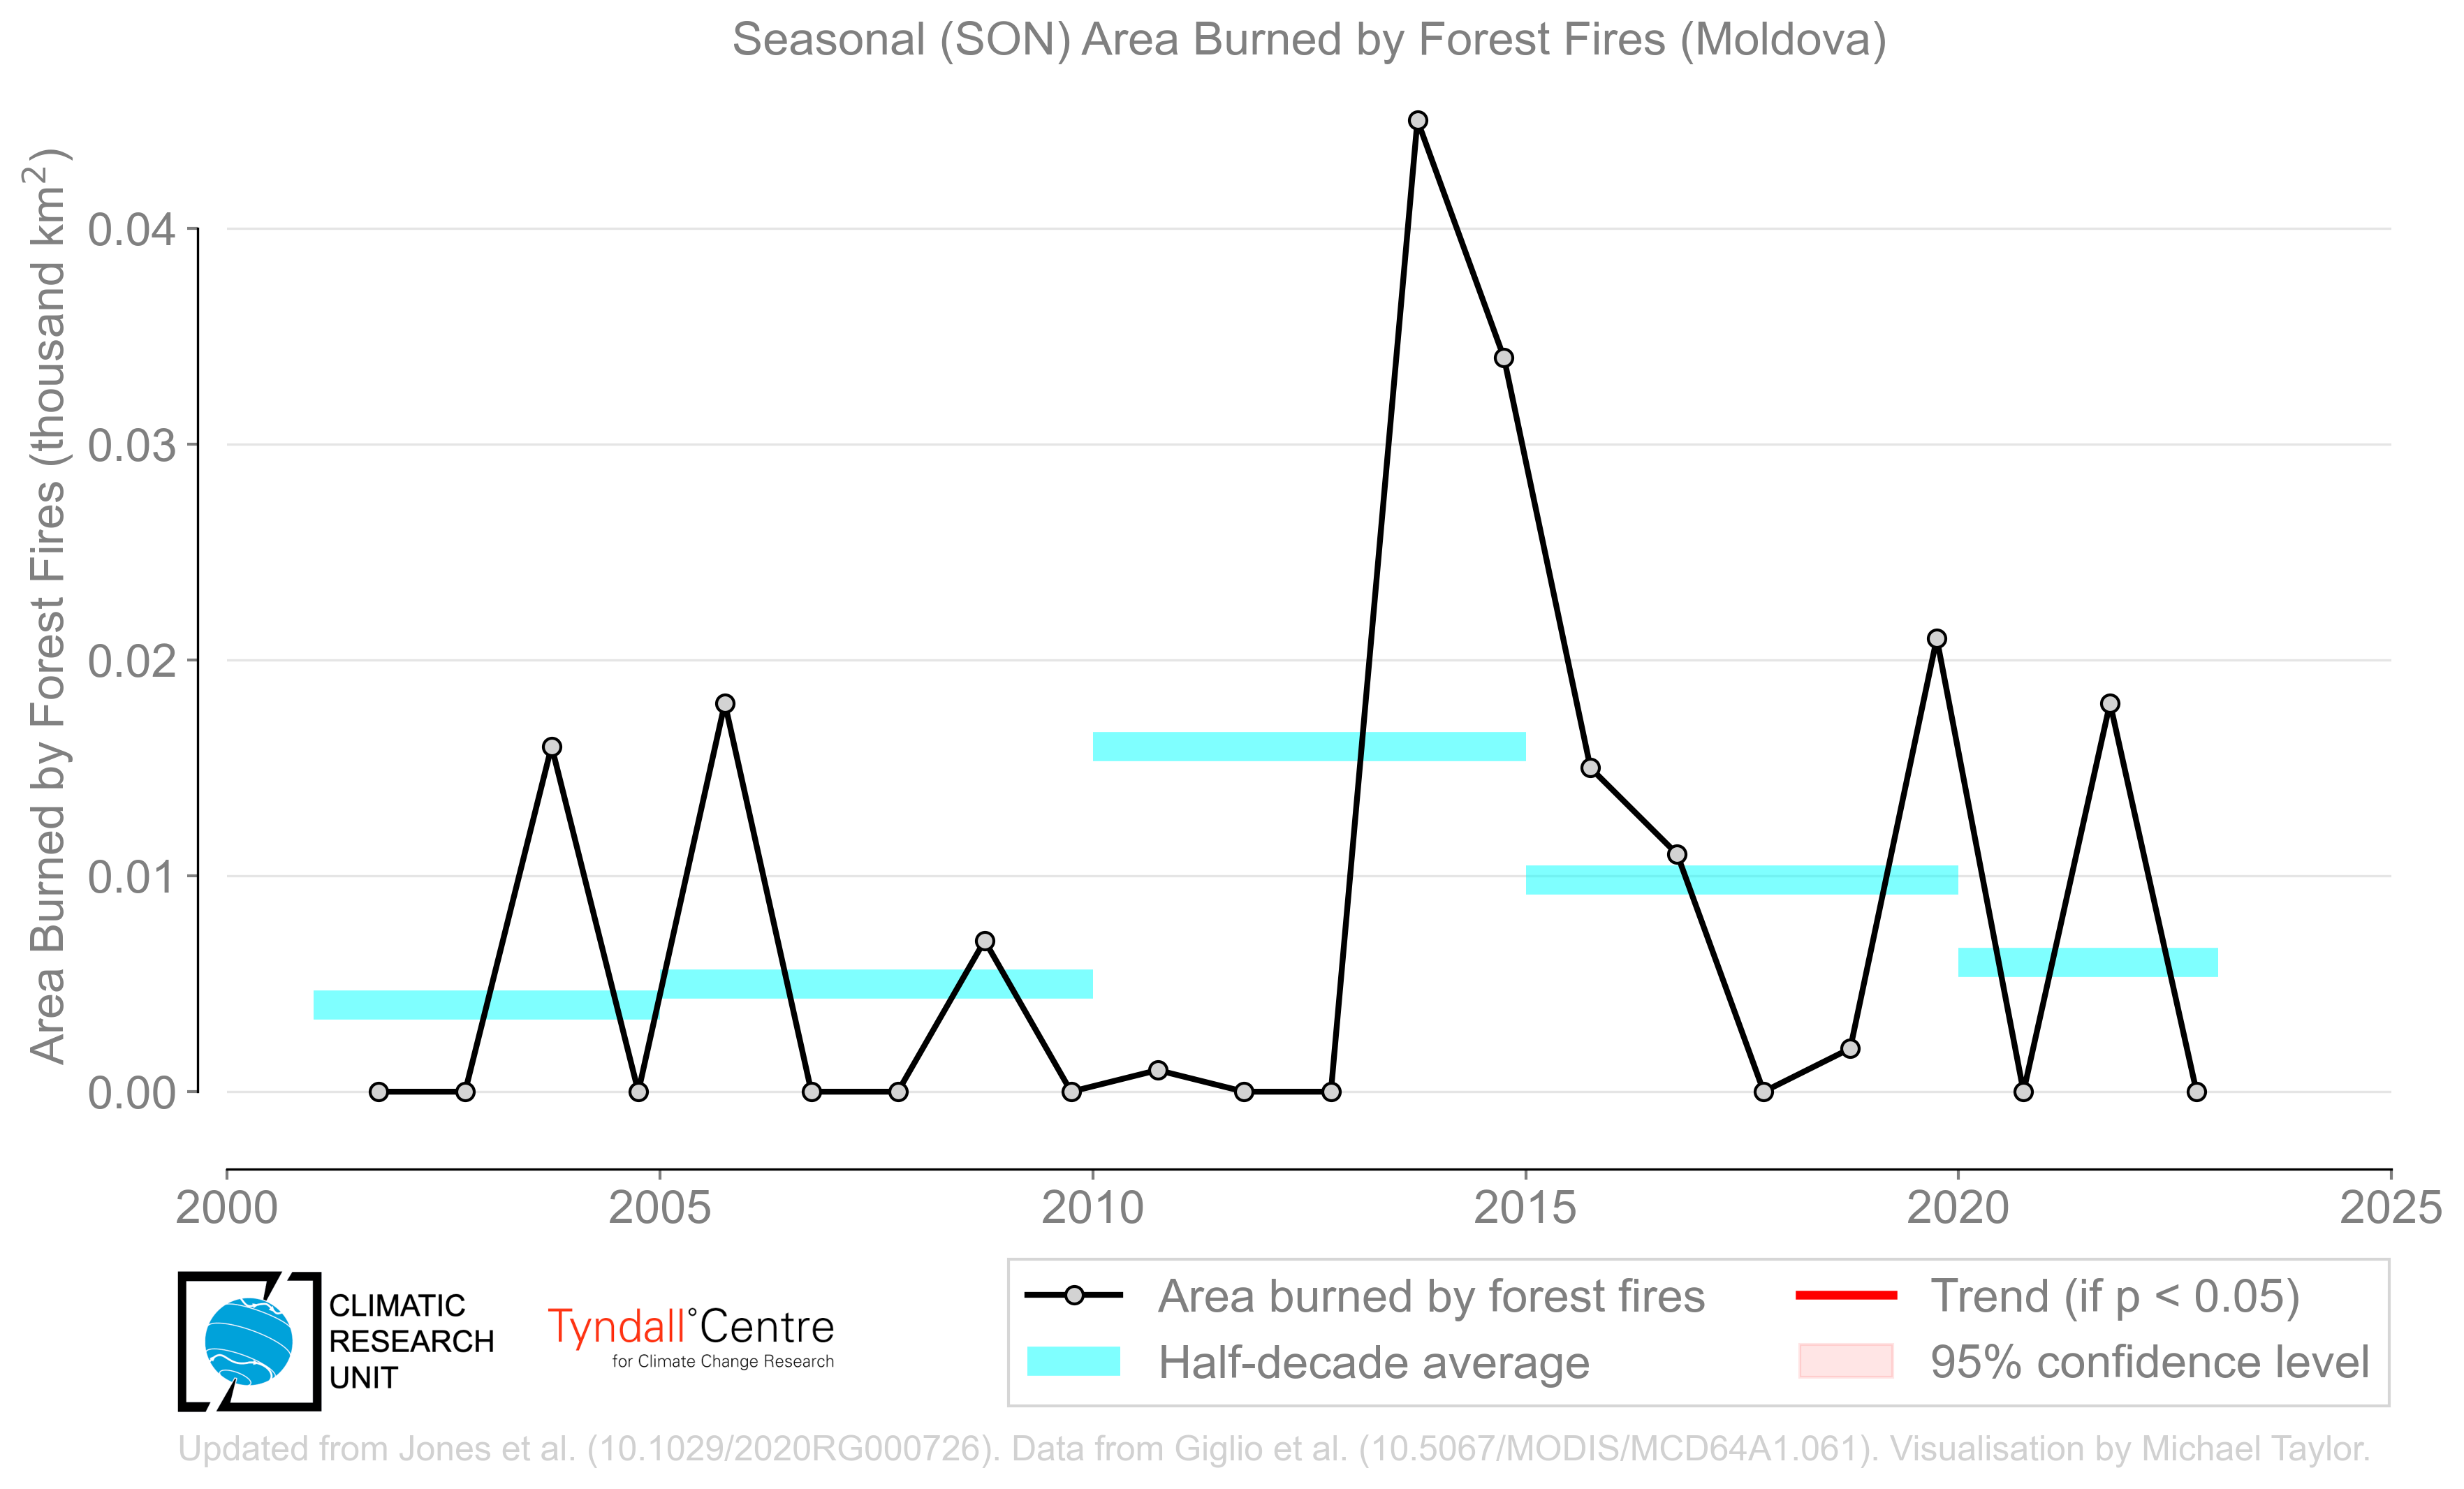 Seasonal (SON) Area Burned by Forest Fires (Moldova)
Area Burned by Forest Fires (thousand km²)
0.04
0.03
0.02
0.01
0.00
2000 2005 2010 2015 2020 2025
CLIMATIC
RESEARCH
UNIT
Tyndall°Centre
for Climate Change Research
Area burned by forest fires
Half-decade average
Trend (if p < 0.05)
95% confidence level
Updated from Jones et al. (10.1029/2020RG000726). Data from Giglio et al. (10.5067/MODIS/MCD64A1.061). Visualisation by Michael Taylor.